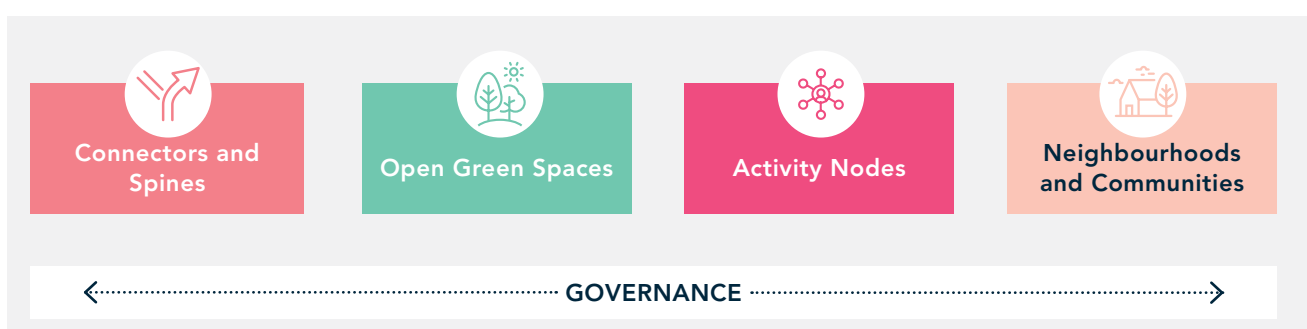 Connectors and
Spines
Open Green Spaces
Activity Nodes
Neighbourhoods
and Communities
GOVERNANCE